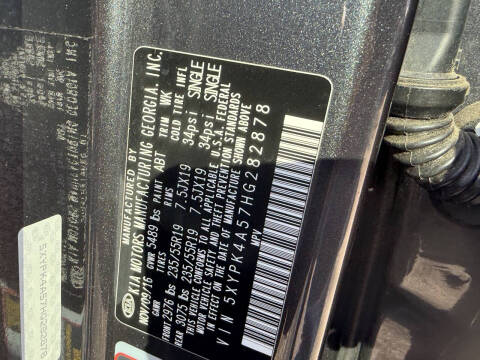 KIA
MANUFACTURED BY
KIA MOTORS MANUFACTURING GEORGIA, INC.
NOV/09/16 PAINT ABT TRIM WK
GVWR 5489 lbs RIMS COLD TIRE INFL
TIRES
FRONT 2976 lbs 235/55R19 7.5JX19 34psi SINGLE
REAR 3075 lbs 235/55R19 7.5JX19 34psi SINGLE
THIS VEHICLE CONFORMS TO ALL APPLICABLE U.S.A. FEDERAL
MOTOR VEHICLE SAFETY AND THEFT PREVENTION STANDARDS
IN EFFECT ON THE DATE OF MANUFACTURE SHOWN ABOVE
VIN 5XYPK4A57HG282878
MPV